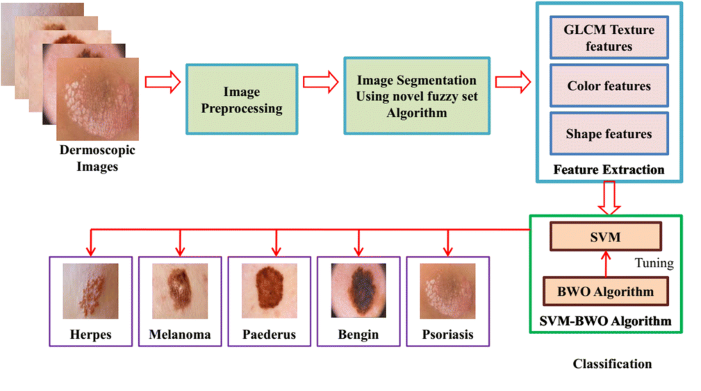 Dermoscopic
Images
Image
Preprocessing
Image Segmentation
Using novel fuzzy set
Algorithm
GLCM Texture
features
Color features
Shape features
Feature Extraction
SVM
Tuning
BWO Algorithm
SVM-BWO Algorithm
Classification
Herpes
Melanoma
Paederus
Bengin
Psoriasis